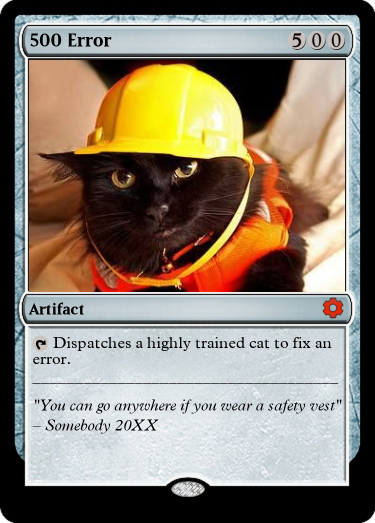 500 Error 5 0 0
Artifact
Dispatches a highly trained cat to fix an
error.
"You can go anywhere if you wear a safety vest"
– Somebody 20XX